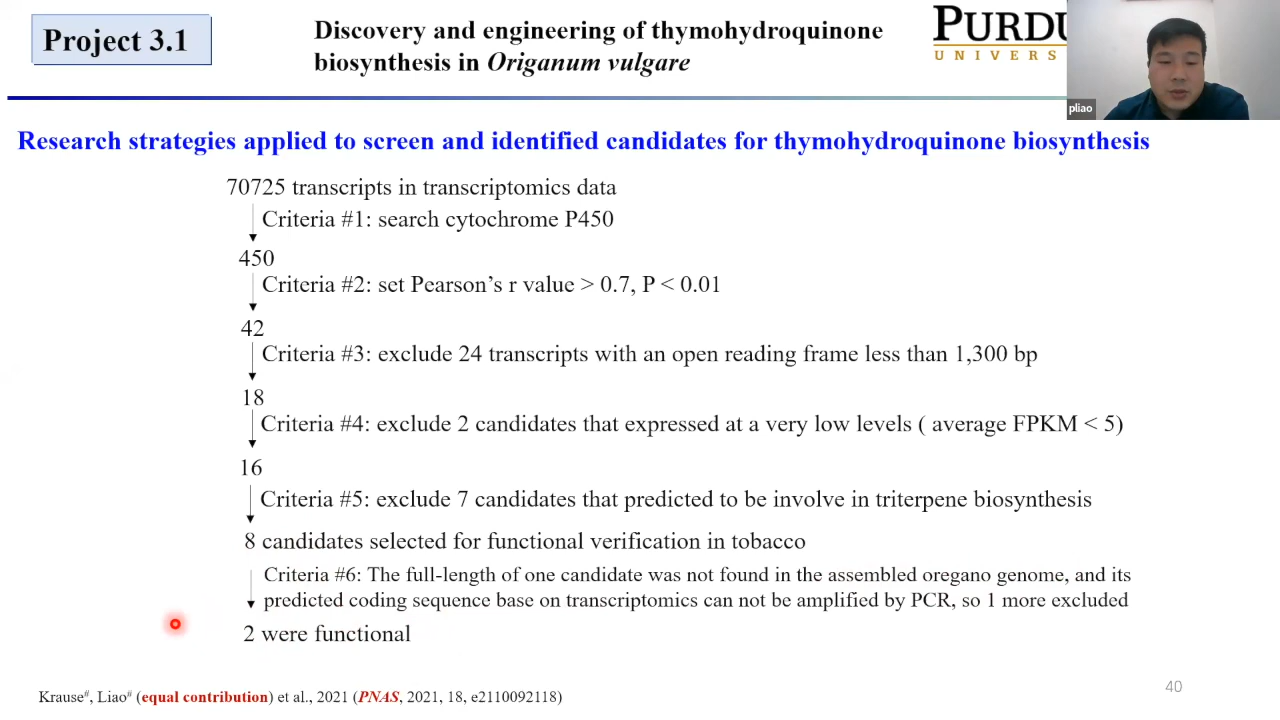 Project 3.1
Discovery and engineering of thymohydroquinone
biosynthesis in Origanum vulgare
PURDU
UNIVERS
pliao
Research strategies applied to screen and identified candidates for thymohydroquinone biosynthesis
70725 transcripts in transcriptomics data
Criteria #1: search cytochrome P450
450
Criteria #2: set Pearson’s r value > 0.7, P < 0.01
42
Criteria #3: exclude 24 transcripts with an open reading frame less than 1,300 bp
18
Criteria #4: exclude 2 candidates that expressed at a very low levels ( average FPKM < 5)
16
Criteria #5: exclude 7 candidates that predicted to be involve in triterpene biosynthesis
8 candidates selected for functional verification in tobacco
Criteria #6: The full-length of one candidate was not found in the assembled oregano genome, and its
predicted coding sequence base on transcriptomics can not be amplified by PCR, so 1 more excluded
2 were functional
Krause#, Liao# (equal contribution) et al., 2021 (PNAS, 2021, 18, e2110092118)
40